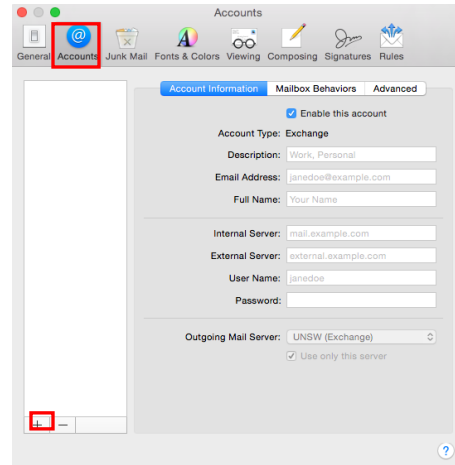 Accounts
@
General Accounts Junk Mail Fonts & Colors Viewing Composing Signatures Rules
Account Information Mailbox Behaviors Advanced
Enable this account
Account Type: Exchange
Description: Work, Personal
Email Address: janedoe@example.com
Full Name: Your Name
Internal Server: mail.example.com
External Server: external.example.com
User Name: janedoe
Password:
Outgoing Mail Server: UNSW (Exchange)
Use only this server
+ −
?